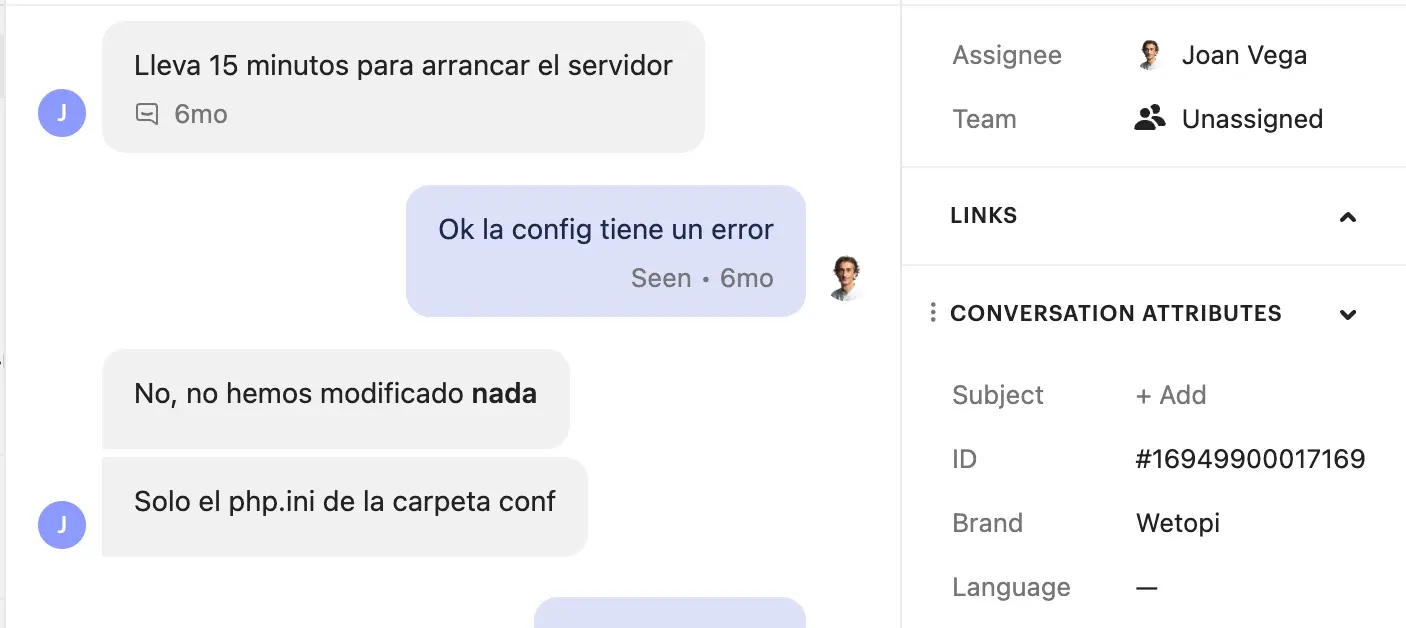 Lleva 15 minutos para arrancar el servidor
J
6mo
Ok la config tiene un error
Seen • 6mo
No, no hemos modificado nada
Solo el php.ini de la carpeta conf
J
Assignee Joan Vega
Team Unassigned
LINKS
CONVERSATION ATTRIBUTES
Subject + Add
ID #16949900017169
Brand Wetopi
Language —